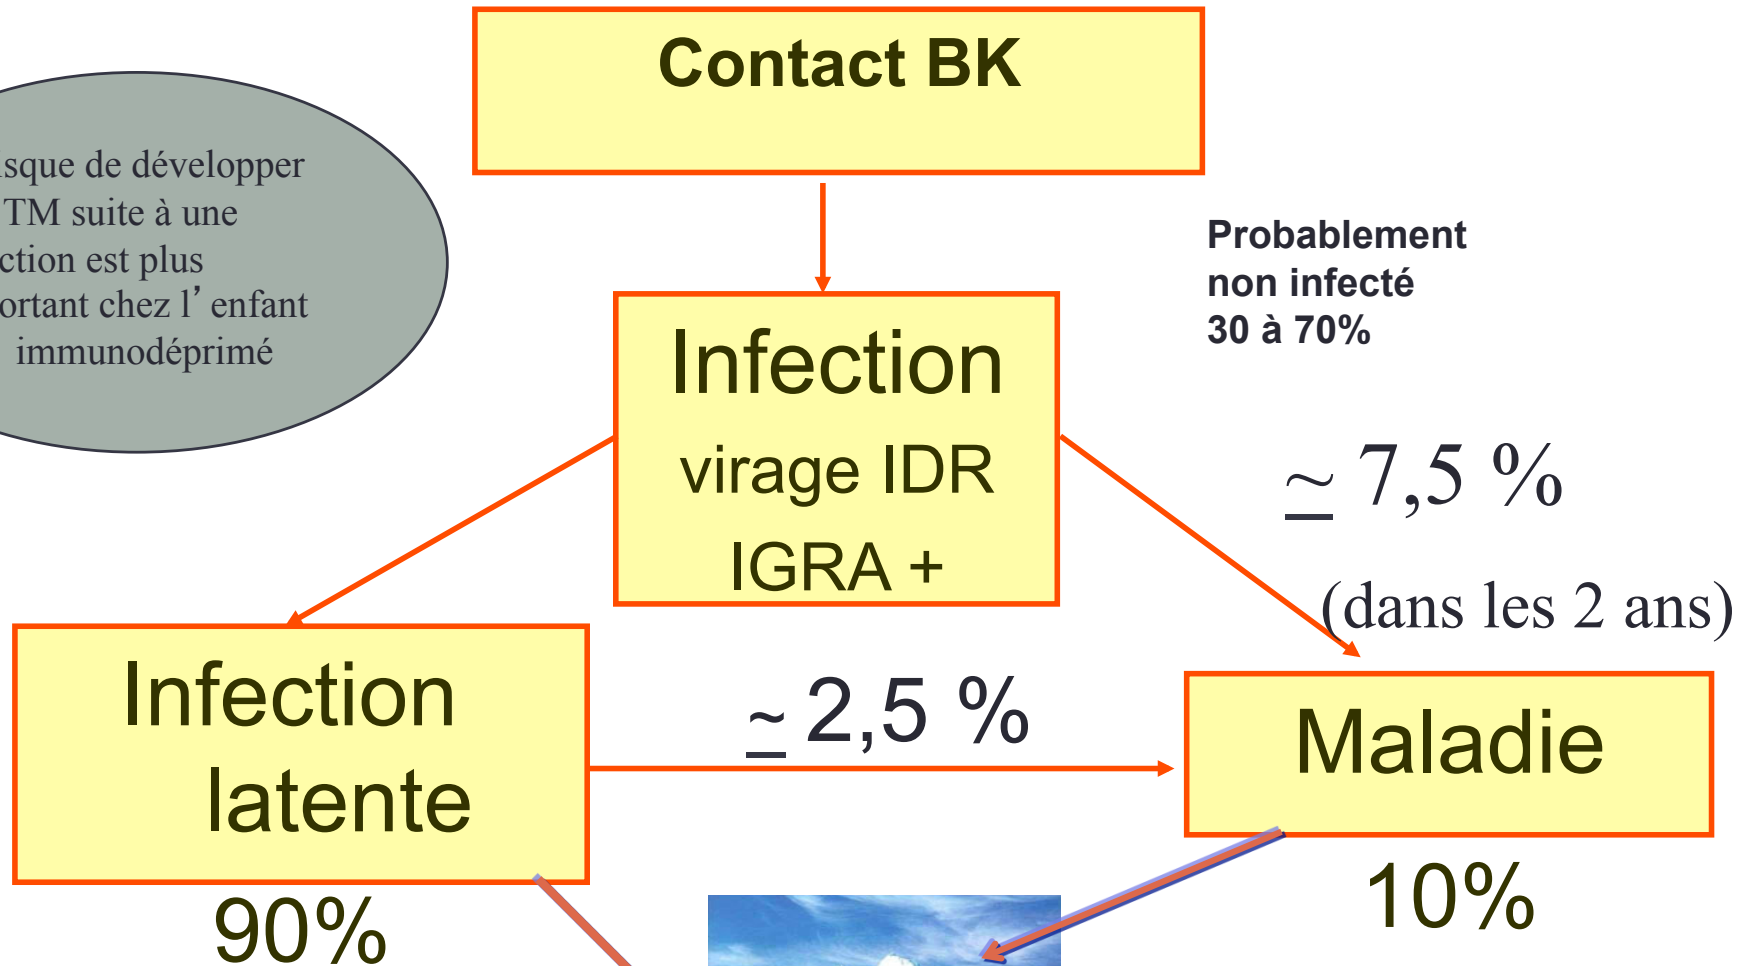 Contact BK
isque de développer
TM suite à une
ction est plus
ortant chez l’ enfant
immunodéprimé
Probablement
non infecté
30 à 70%
Infection
virage IDR
IGRA +
~ 7,5 %
(dans les 2 ans)
Infection
latente
~ 2,5 %
Maladie
90%
10%